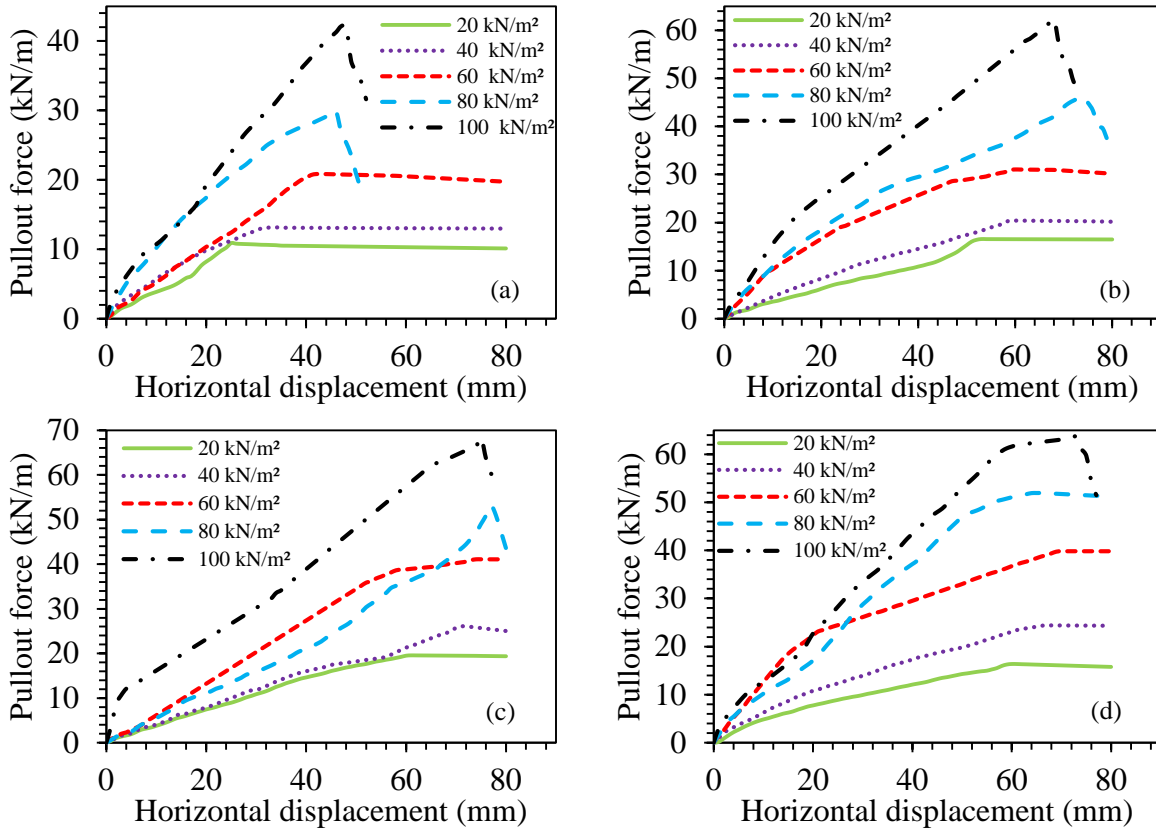 40
30
20
10
0
Pullout force (kN/m)
20 kN/m²
40 kN/m²
60 kN/m²
80 kN/m²
100 kN/m²
(a)
0 20 40 60 80
Horizontal displacement (mm)
60
50
40
30
20
10
0
Pullout force (kN/m)
20 kN/m²
40 kN/m²
60 kN/m²
80 kN/m²
100 kN/m²
(b)
0 20 40 60 80
Horizontal displacement (mm)
70
60
50
40
30
20
10
0
Pullout force (kN/m)
20 kN/m²
40 kN/m²
60 kN/m²
80 kN/m²
100 kN/m²
(c)
0 20 40 60 80
Horizontal displacement (mm)
60
50
40
30
20
10
0
Pullout force (kN/m)
20 kN/m²
40 kN/m²
60 kN/m²
80 kN/m²
100 kN/m²
(d)
0 20 40 60 80
Horizontal displacement (mm)